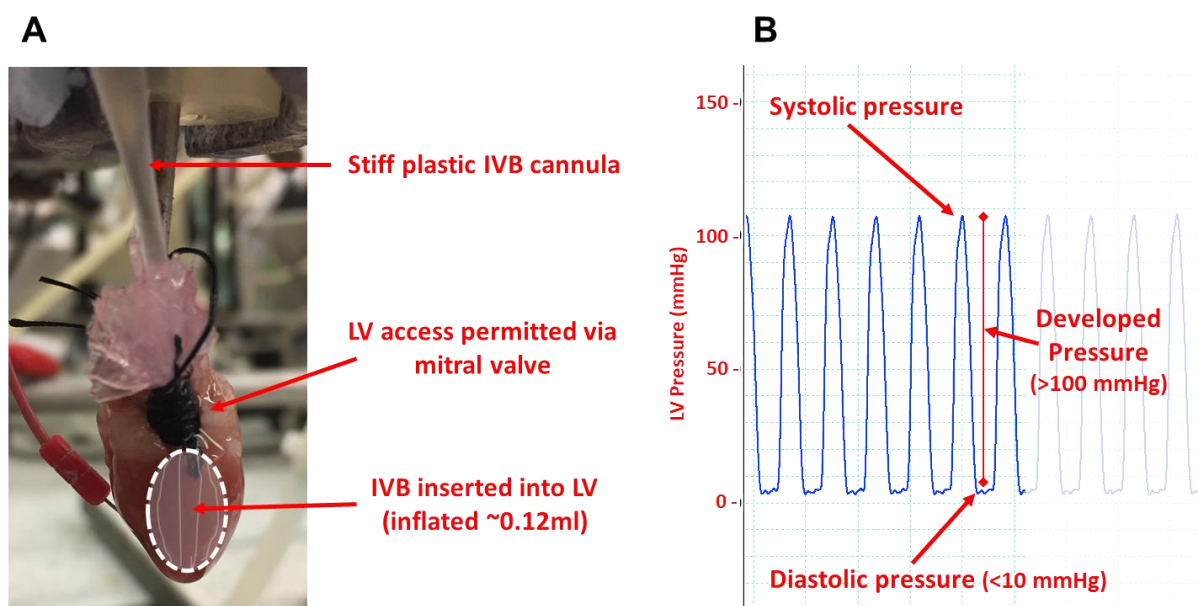 A
Stiff plastic IVB cannula
LV access permitted via
mitral valve
IVB inserted into LV
(inflated ~0.12ml)
B
LV Pressure (mmHg)
150 -
100 -
50 -
0 -
Systolic pressure
Developed
Pressure
(>100 mmHg)
Diastolic pressure (<10 mmHg)